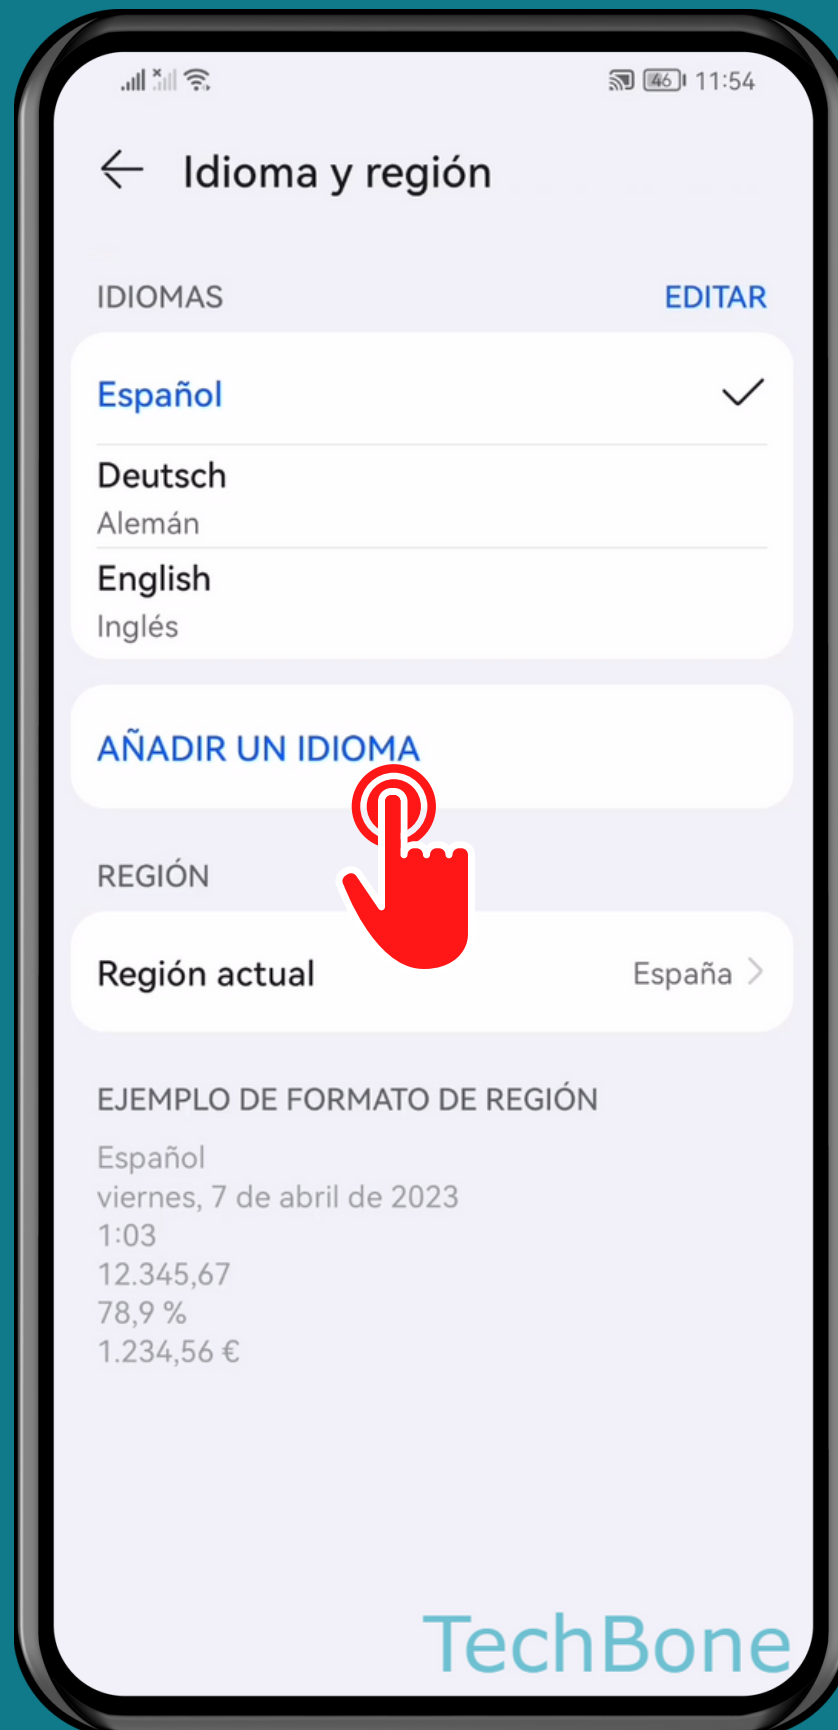 46 11:54
Idioma y región
IDIOMAS EDITAR
Español
Deutsch
Alemán
English
Inglés
AÑADIR UN IDIOMA
REGIÓN
Región actual España
EJEMPLO DE FORMATO DE REGIÓN
Español
viernes, 7 de abril de 2023
1:03
12.345,67
78,9 %
1.234,56 €
TechBone